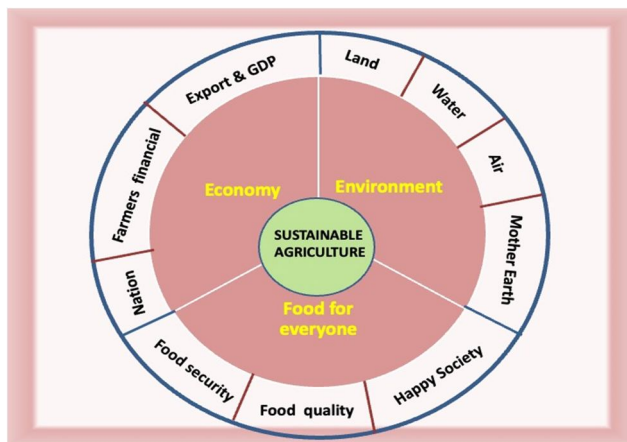 Export & GDP
Land
Water
Air
Mother Earth
Farmers financial
Nation
Economy
Environment
SUSTAINABLE
AGRICULTURE
Food for
everyone
Food security
Food quality
Happy Society